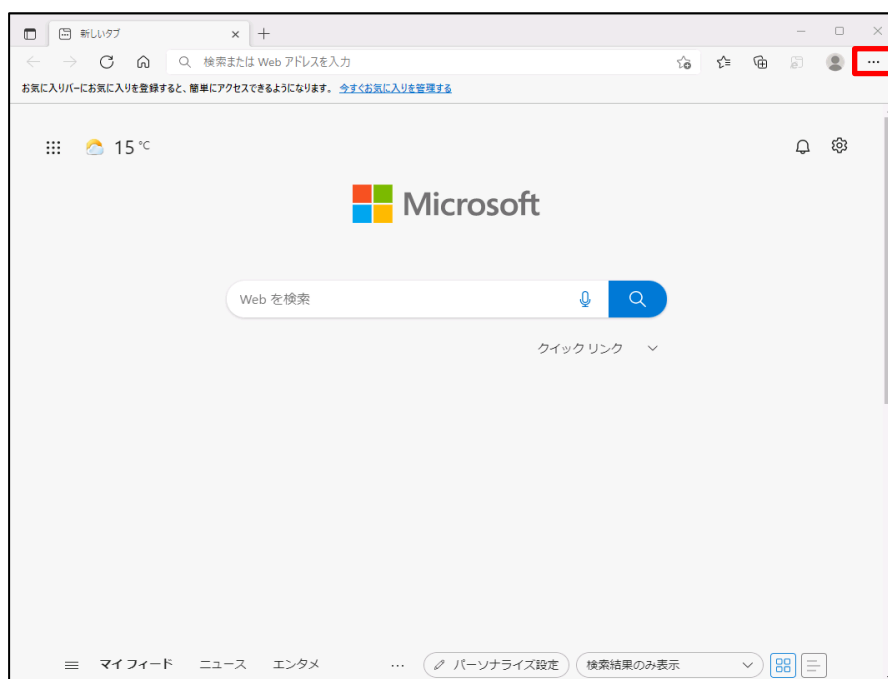 新しいタブ
検索または Web アドレスを入力
お気に入りバーにお気に入りを登録すると、簡単にアクセスできるようになります。 今すぐお気に入りを管理する
15 °C
Microsoft
Web を検索
クイック リンク
マイ フィード ニュース エンタメ ... パーソナライズ設定 検索結果のみ表示